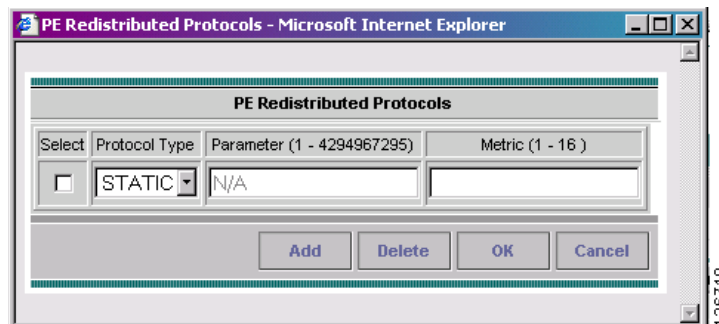 PE Redistributed Protocols - Microsoft Internet Explorer
PE Redistributed Protocols
Select Protocol Type Parameter (1 - 4294967295) Metric (1 - 16 )
STATIC N/A
Add Delete OK Cancel